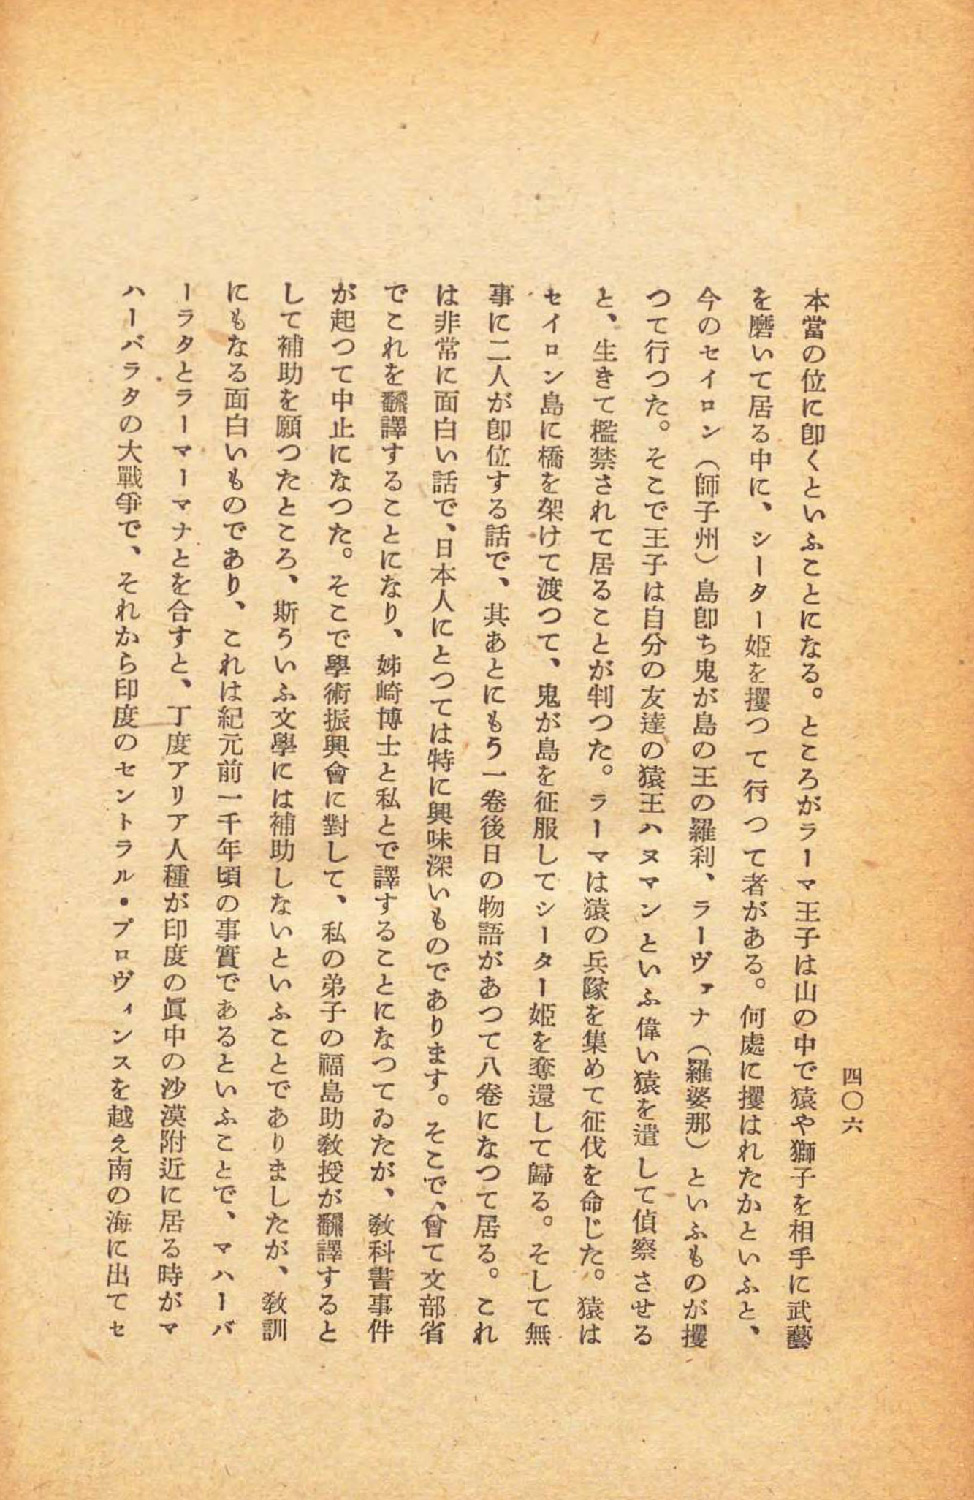 四〇六
本當の位に卽くといふことになる。ところがラーマ王子は山の中で猿や獅子を相手に武藝
を磨いて居る中に、シーター姬を攫つて行つて者がある。何處に攫はれたかといふと、
今のセイロン（師子州）島卽ち鬼が島の王の羅刹、ラーヴァナ（羅婆那）といふものが攫
つて行つた。そこで王子は自分の友達の猿王ハヌマンといふ偉い猿を遣して偵察させる
と、生きて檻禁されて居ることが判つた。ラーマは猿の兵隊を集めて征伐を命じた。猿は
セイロン島に橋を架けて渡つて、鬼が島を征服してシーター姬を奪還して歸る。そして無
事に二人が卽位する話で、其あとにもう一卷後日の物語があつて八卷になつて居る。これ
は非常に面白い話で、日本人にとつては特に興味深いものであります。そこで、曾て文部省
でこれを飜譯することになり、姊崎博士と私とで譯することになつてゐたが、敎科書事件
が起つて中止になつた。そこで學術振興會に對して、私の弟子の福島助敎授が飜譯すると
して補助を願つたところ、斯ういふ文學には補助しないといふことでありましたが、敎訓
にもなる面白いものであり、これは紀元前一千年頃の事實であるといふことで、マハーバ
ーラタとラーマーマナとを合すと、丁度アリア人種が印度の眞中の沙漠附近に居る時がマ
ハーバラタの大戰爭で、それから印度のセントラル・プロヴィンスを越え南の海に出てセ